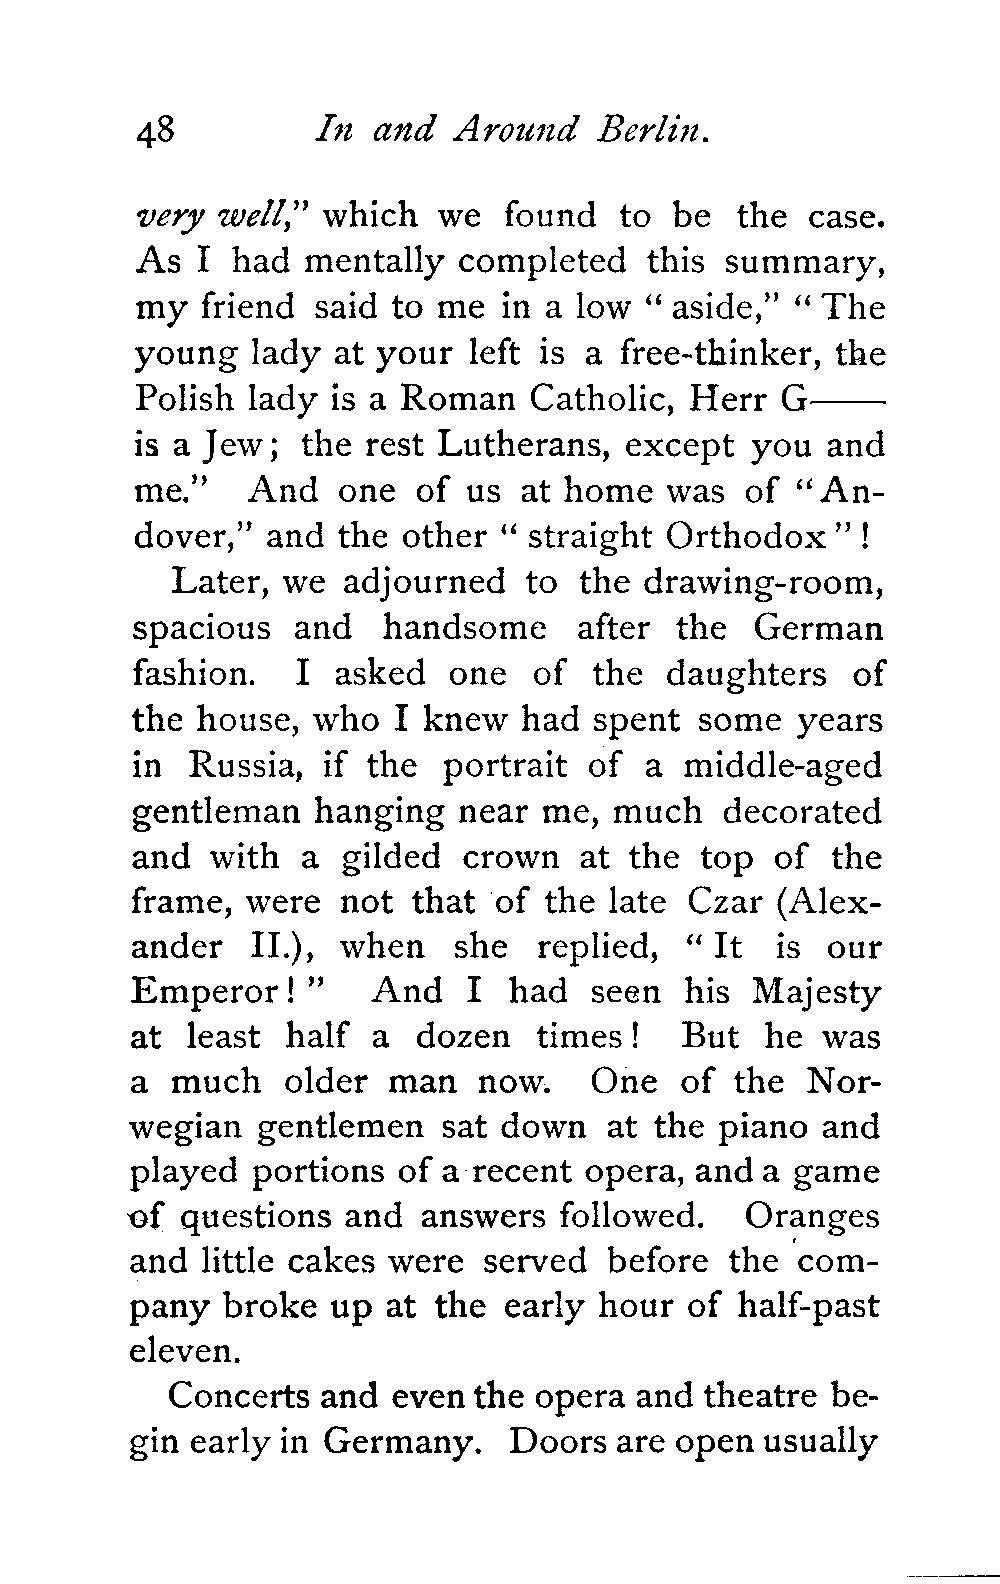 48 In and Around Berlin.
very well," which we found to be the case.
As I had mentally completed this summary,
my friend said to me in a low " aside," " The
young lady at your left is a free-thinker, the
Polish lady is a Roman Catholic, Herr G——
is a Jew; the rest Lutherans, except you and
me." And one of us at home was of "An-
dover," and the other " straight Orthodox "!
Later, we adjourned to the drawing-room,
spacious and handsome after the German
fashion. I asked one of the daughters of
the house, who I knew had spent some years
in Russia, if the portrait of a middle-aged
gentleman hanging near me, much decorated
and with a gilded crown at the top of the
frame, were not that of the late Czar (Alex-
ander II.), when she replied, " It is our
Emperor! " And I had seen his Majesty
at least half a dozen times! But he was
a much older man now. One of the Nor-
wegian gentlemen sat down at the piano and
played portions of a recent opera, and a game
of questions and answers followed. Oranges
and little cakes were served before the com-
pany broke up at the early hour of half-past
eleven.
Concerts and even the opera and theatre be-
gin early in Germany. Doors are open usually